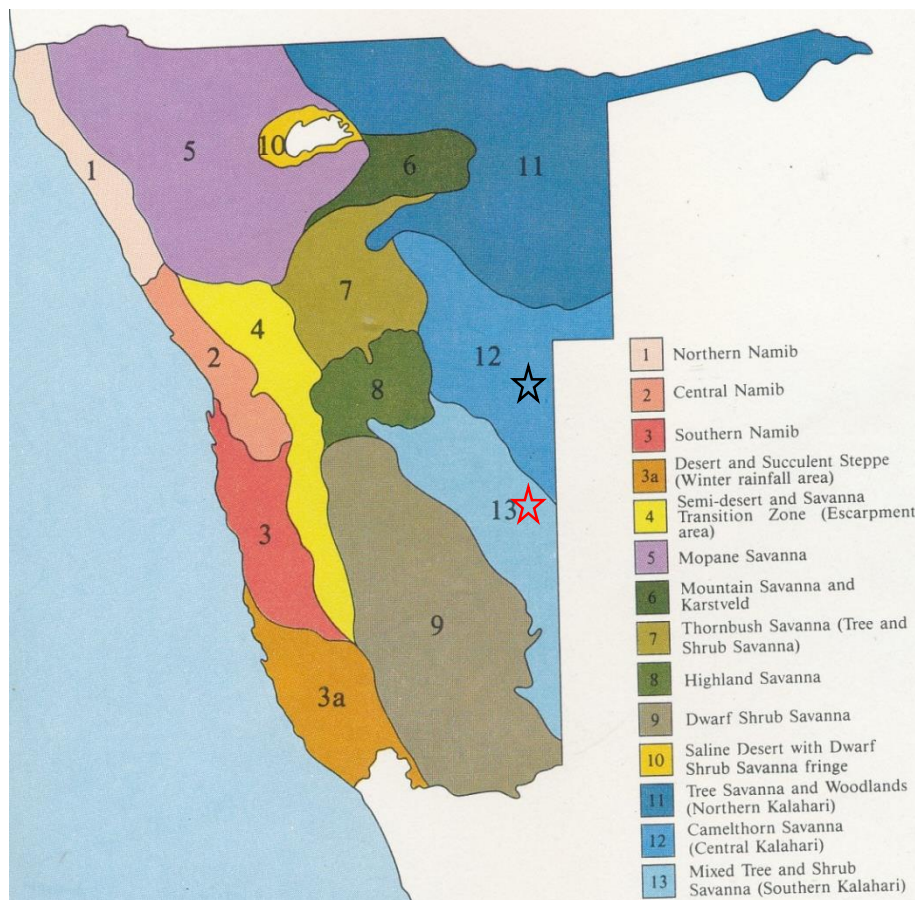 5
10
6
11
1
7
4
2
12
8
13
3
9
3a
1 Northern Namib
2 Central Namib
3 Southern Namib
3a Desert and Succulent Steppe
(Winter rainfall area)
4 Semi-desert and Savanna
Transition Zone (Escarpment
area)
5 Mopane Savanna
6 Mountain Savanna and
Karstveld
7 Thornbush Savanna (Tree and
Shrub Savanna)
8 Highland Savanna
9 Dwarf Shrub Savanna
10 Saline Desert with Dwarf
Shrub Savanna fringe
11 Tree Savanna and Woodlands
(Northern Kalahari)
12 Camelthorn Savanna
(Central Kalahari)
13 Mixed Tree and Shrub
Savanna (Southern Kalahari)